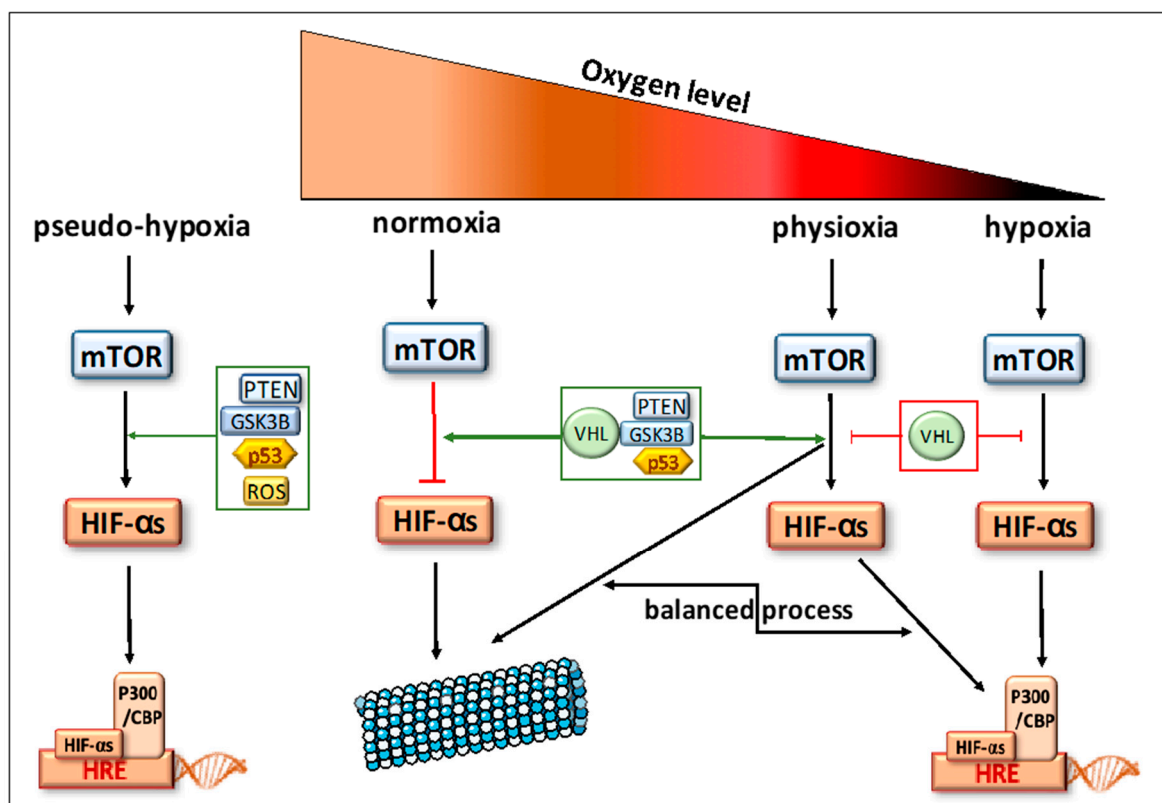 Oxygen level
pseudo-hypoxia
normoxia
physioxia
hypoxia
mTOR
mTOR
mTOR
mTOR
PTEN
GSK3B
p53
ROS
VHL
PTEN
GSK3B
p53
VHL
HIF-αs
HIF-αs
HIF-αs
HIF-αs
balanced process
P300
/CBP
HIF-αs
HRE
P300
/CBP
HIF-αs
HRE